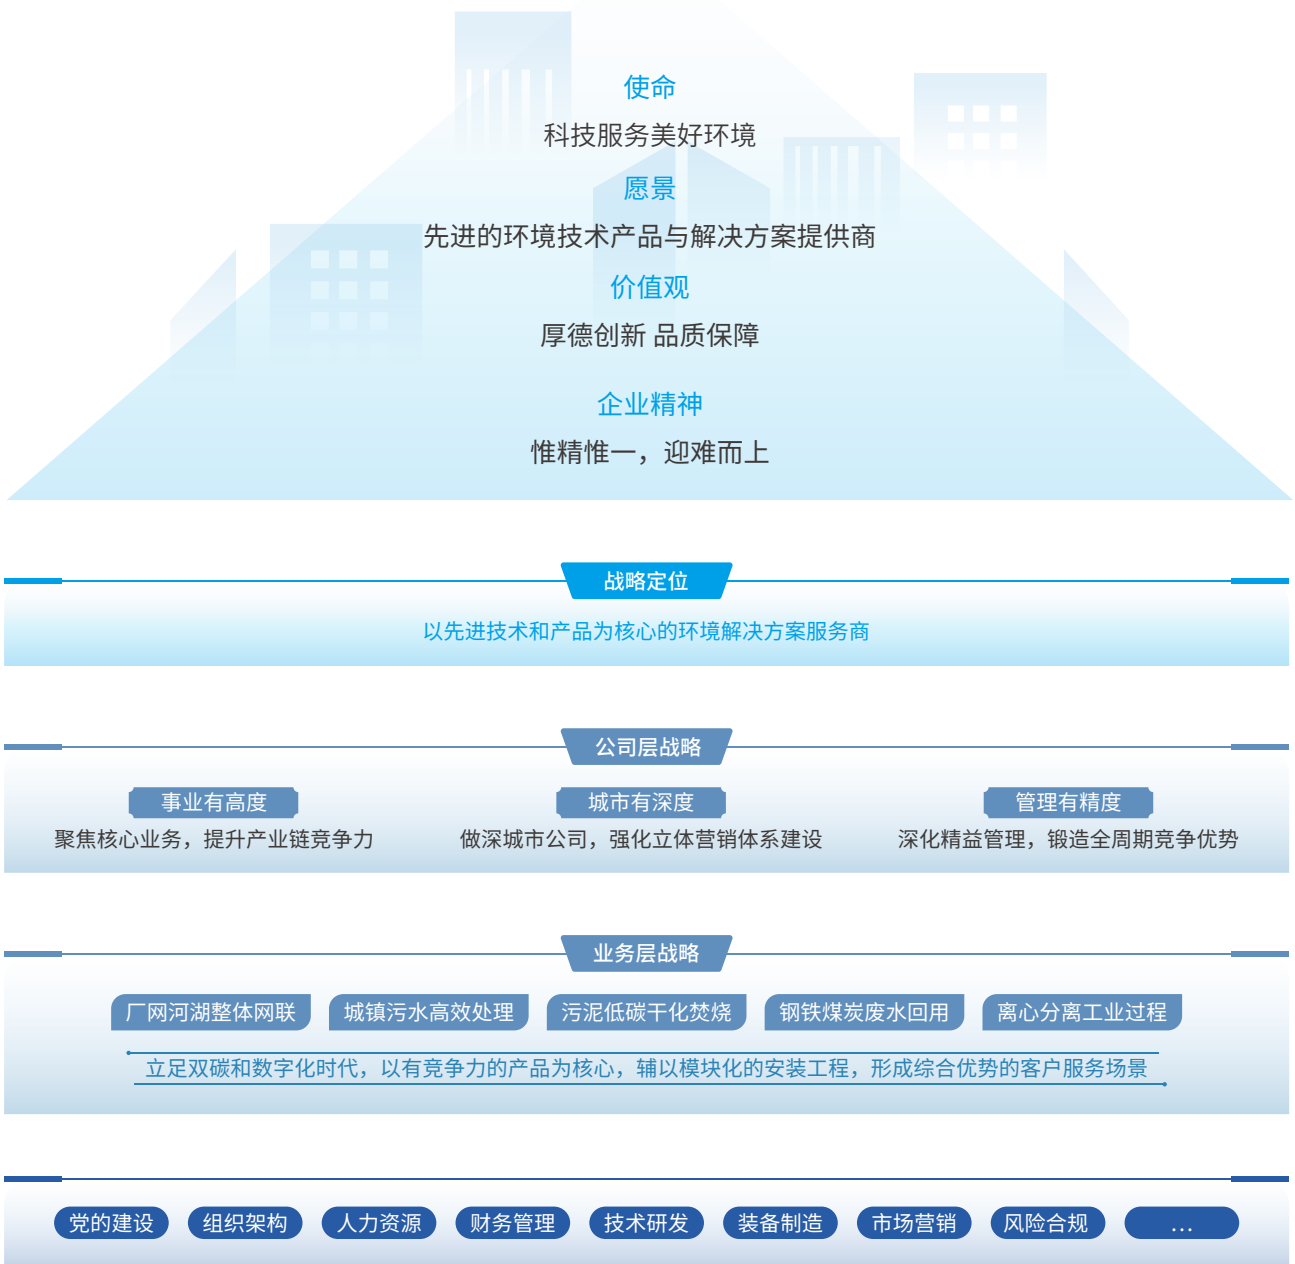 使命
科技服务美好环境
愿景
先进的环境技术产品与解决方案提供商
价值观
厚德创新 品质保障
企业精神
惟精惟一，迎难而上
战略定位
以先进技术和产品为核心的环境解决方案服务商
公司层战略
事业有高度
聚焦核心业务，提升产业链竞争力
城市有深度
做深城市公司，强化立体营销体系建设
管理有精度
深化精益管理，锻造全周期竞争优势
业务层战略
厂网河湖整体网联
城镇污水高效处理
污泥低碳干化焚烧
钢铁煤炭废水回用
离心分离工业过程
立足双碳和数字化时代，以有竞争力的产品为核心，辅以模块化的安装工程，形成综合优势的客户服务场景
党的建设
组织架构
人力资源
财务管理
技术研发
装备制造
市场营销
风险合规
…